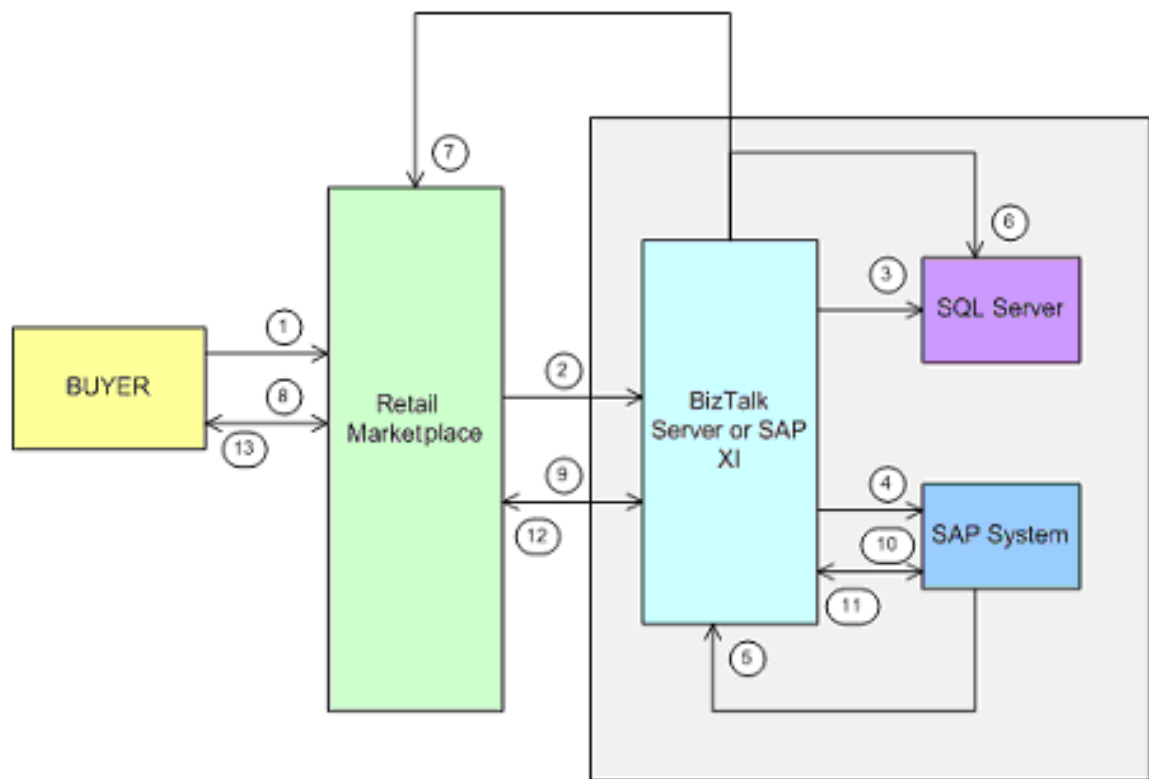 7
6
3
SQL Server
1
BUYER
8
13
2
Retail
Marketplace
BizTalk
Server or SAP
XI
9
12
4
SAP System
10
11
5